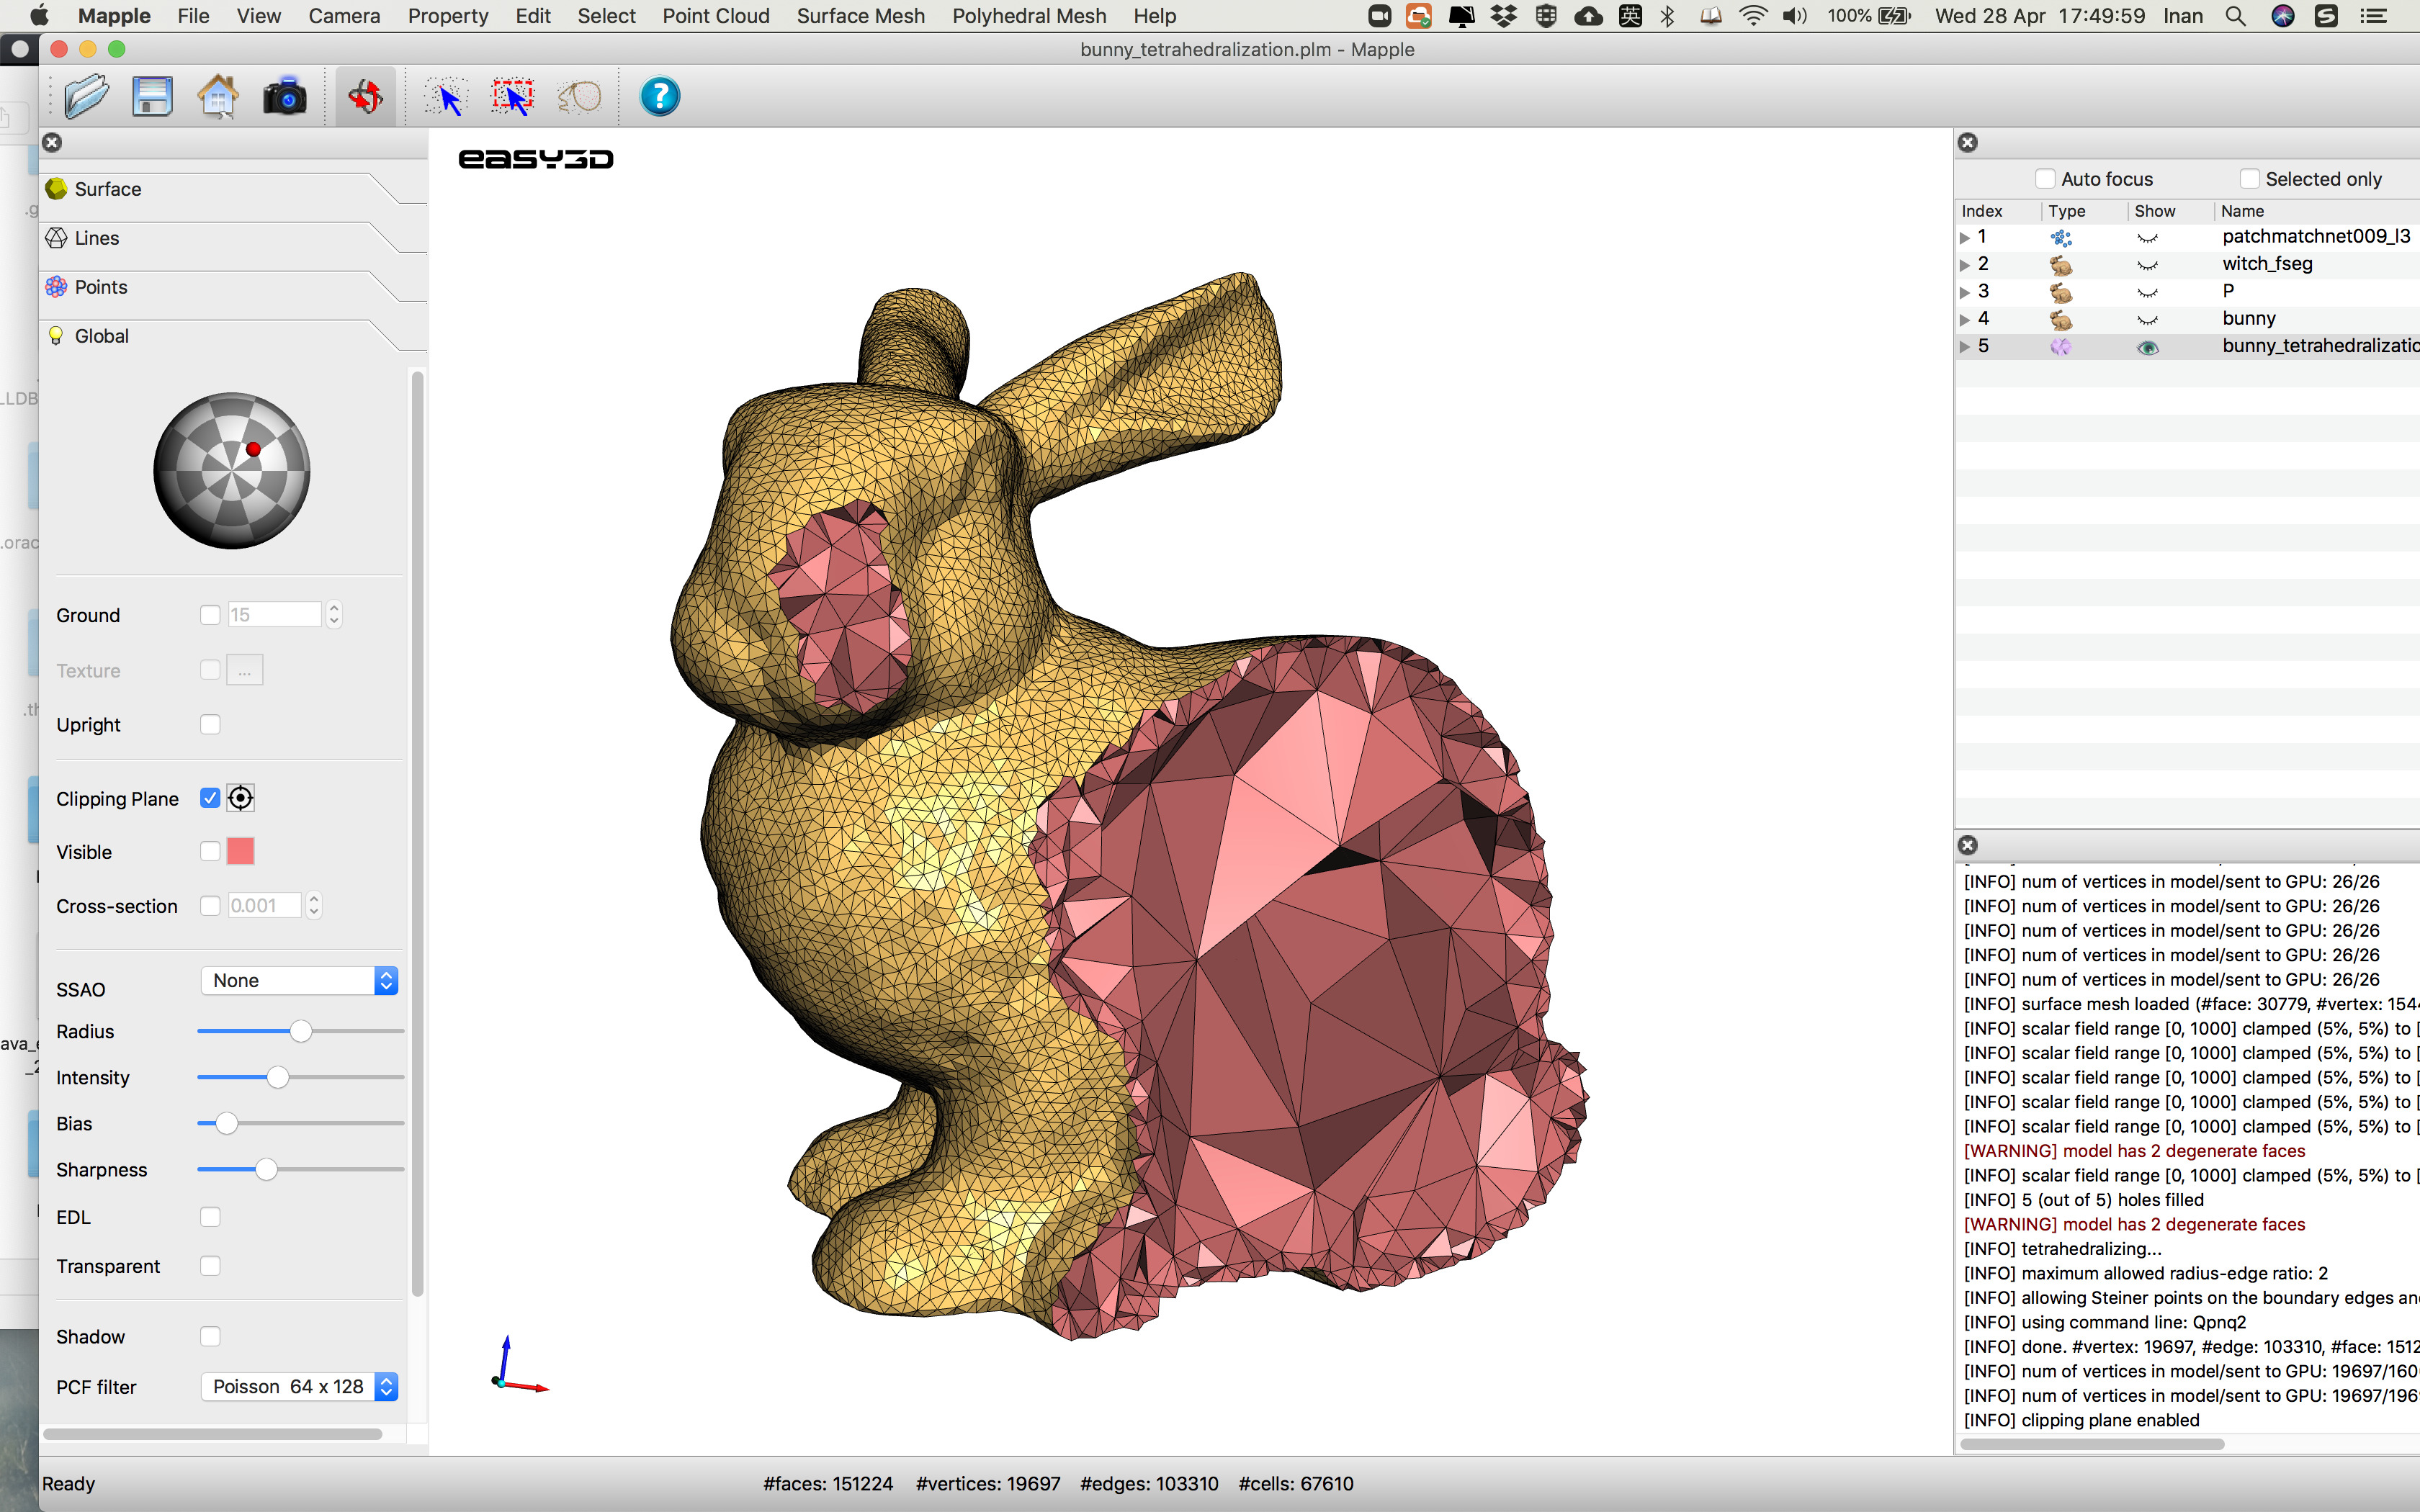 Mapple File View Camera Property Edit Select Point Cloud Surface Mesh Polyhedral Mesh Help 英 100% Wed 28 Apr 17:49:59 Inan
bunny_tetrahedralization.plm - Mapple
easy3D
Surface
Lines
Points
Global
Ground 15
Texture ...
Upright
Clipping Plane
Visible
Cross-section 0.001
SSAO None
Radius
Intensity
Bias
Sharpness
EDL
Transparent
Shadow
PCF filter Poisson 64 x 128
Auto focus Selected only
Index Type Show Name
1 patchmatchnet009_l3
2 witch_fseg
3 P
4 bunny
5 bunny_tetrahedralizatio
[INFO] num of vertices in model/sent to GPU: 26/26
[INFO] num of vertices in model/sent to GPU: 26/26
[INFO] num of vertices in model/sent to GPU: 26/26
[INFO] num of vertices in model/sent to GPU: 26/26
[INFO] num of vertices in model/sent to GPU: 26/26
[INFO] surface mesh loaded (#face: 30779, #vertex: 154
[INFO] scalar field range [0, 1000] clamped (5%, 5%) to [
[INFO] scalar field range [0, 1000] clamped (5%, 5%) to [
[INFO] scalar field range [0, 1000] clamped (5%, 5%) to [
[INFO] scalar field range [0, 1000] clamped (5%, 5%) to [
[INFO] scalar field range [0, 1000] clamped (5%, 5%) to [
[WARNING] model has 2 degenerate faces
[INFO] scalar field range [0, 1000] clamped (5%, 5%) to [
[INFO] 5 (out of 5) holes filled
[WARNING] model has 2 degenerate faces
[INFO] tetrahedralizing...
[INFO] maximum allowed radius-edge ratio: 2
[INFO] allowing Steiner points on the boundary edges an
[INFO] using command line: Qpnq2
[INFO] done. #vertex: 19697, #edge: 103310, #face: 1512
[INFO] num of vertices in model/sent to GPU: 19697/160
[INFO] num of vertices in model/sent to GPU: 19697/196
[INFO] clipping plane enabled
Ready #faces: 151224 #vertices: 19697 #edges: 103310 #cells: 67610